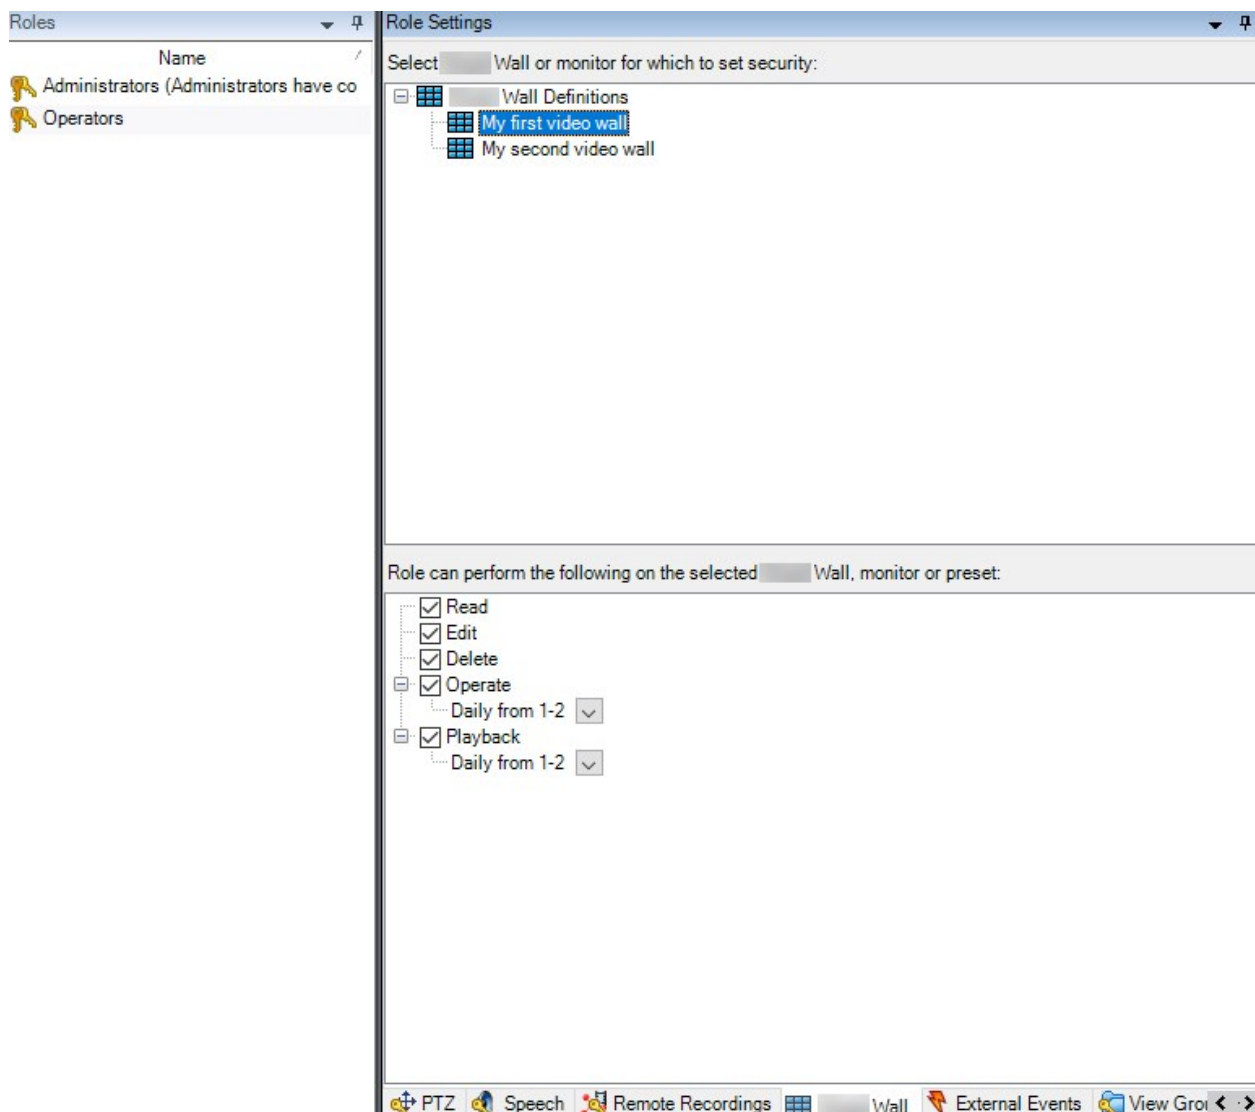 Roles
Name
Administrators (Administrators have co
Operators
Role Settings
Select Wall or monitor for which to set security:
Wall Definitions
My first video wall
My second video wall
Role can perform the following on the selected Wall, monitor or preset:
Read
Edit
Delete
Operate
Daily from 1-2
Playback
Daily from 1-2
PTZ Speech Remote Recordings Wall External Events View Grou